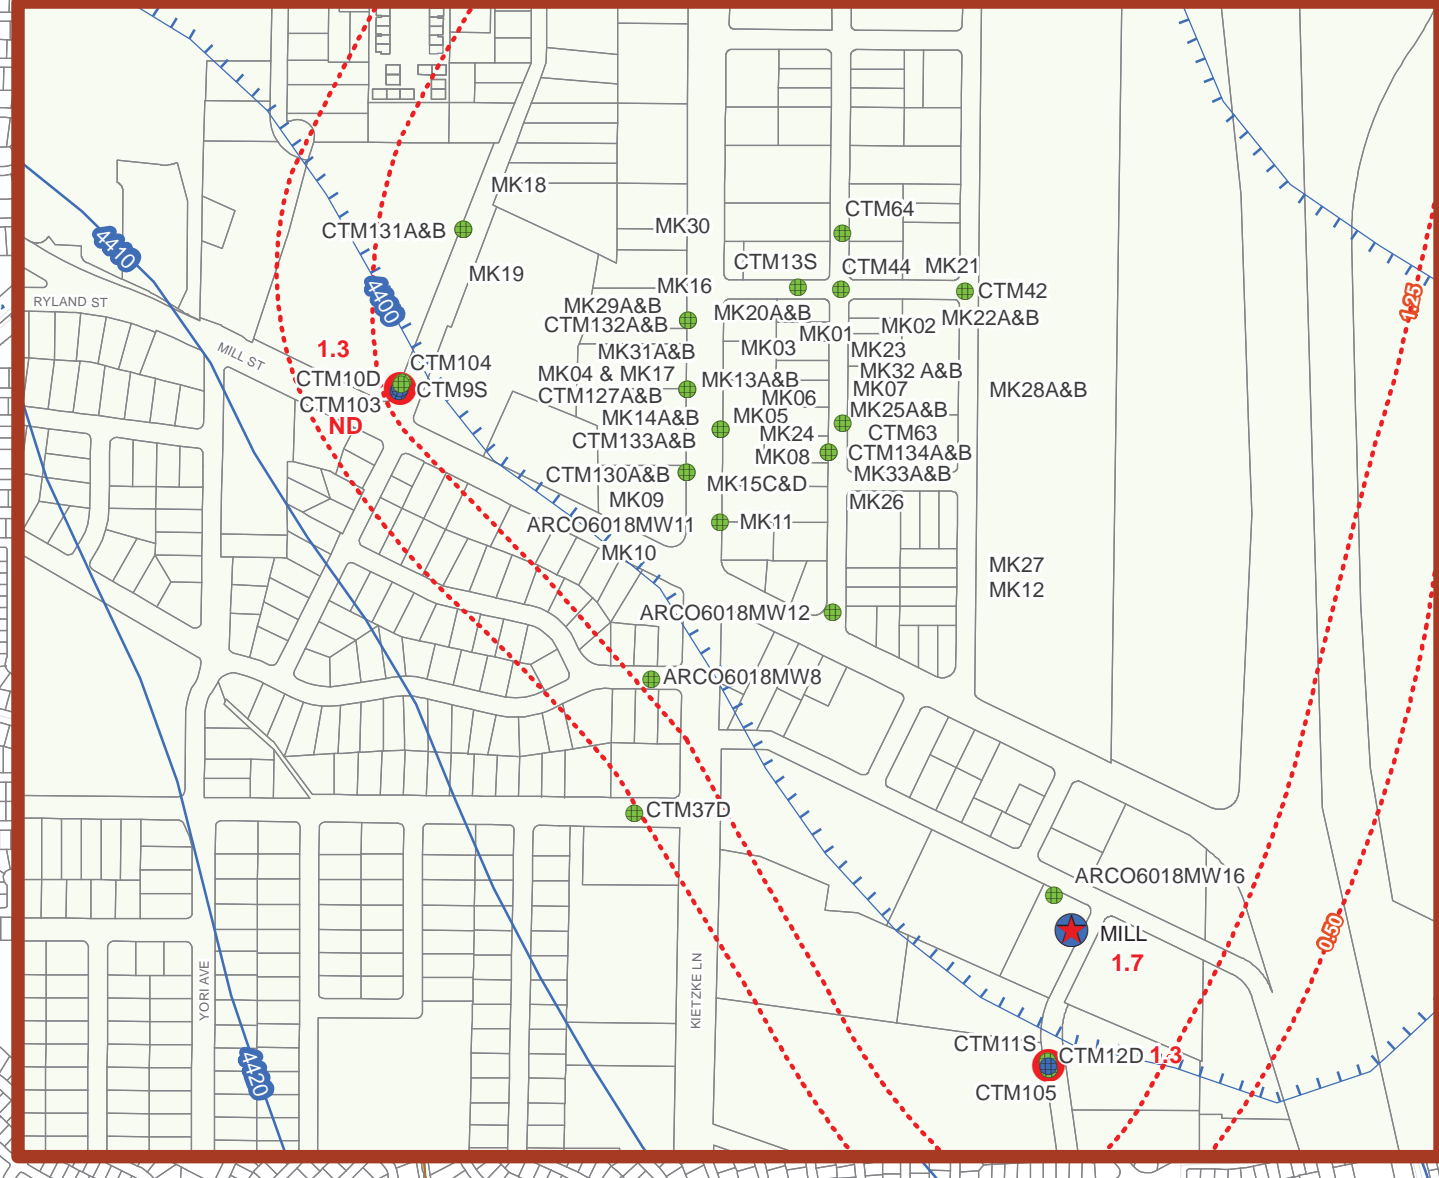 MK18
CTM64
CTM131A&B
MK30
4410
CTM13S
CTM44
MK21
MK19
MK16
CTM42
4400
RYLAND ST
MK29A&B
MK20A&B
MK22A&B
1.25
CTM132A&B
MK01
MK02
1.3
MILL ST
MK31A&B
MK03
MK23
CTM104
MK04 & MK17
MK32 A&B
CTM10D
CTM9S
CTM127A&B
MK13A&B
MK07
MK28A&B
MK06
CTM103
MK14A&B
MK05
MK25A&B
ND
CTM133A&B
MK24
CTM63
MK08
CTM134A&B
CTM130A&B
MK15C&D
MK33A&B
MK09
MK26
ARCO6018MW11
MK11
MK10
MK27
MK12
ARCO6018MW12
ARCO6018MW8
CTM37D
ARCO6018MW16
0.50
MILL
1.7
YORI AVE
KIETZKE LN
CTM11S
CTM12D
1.3
4420
CTM105